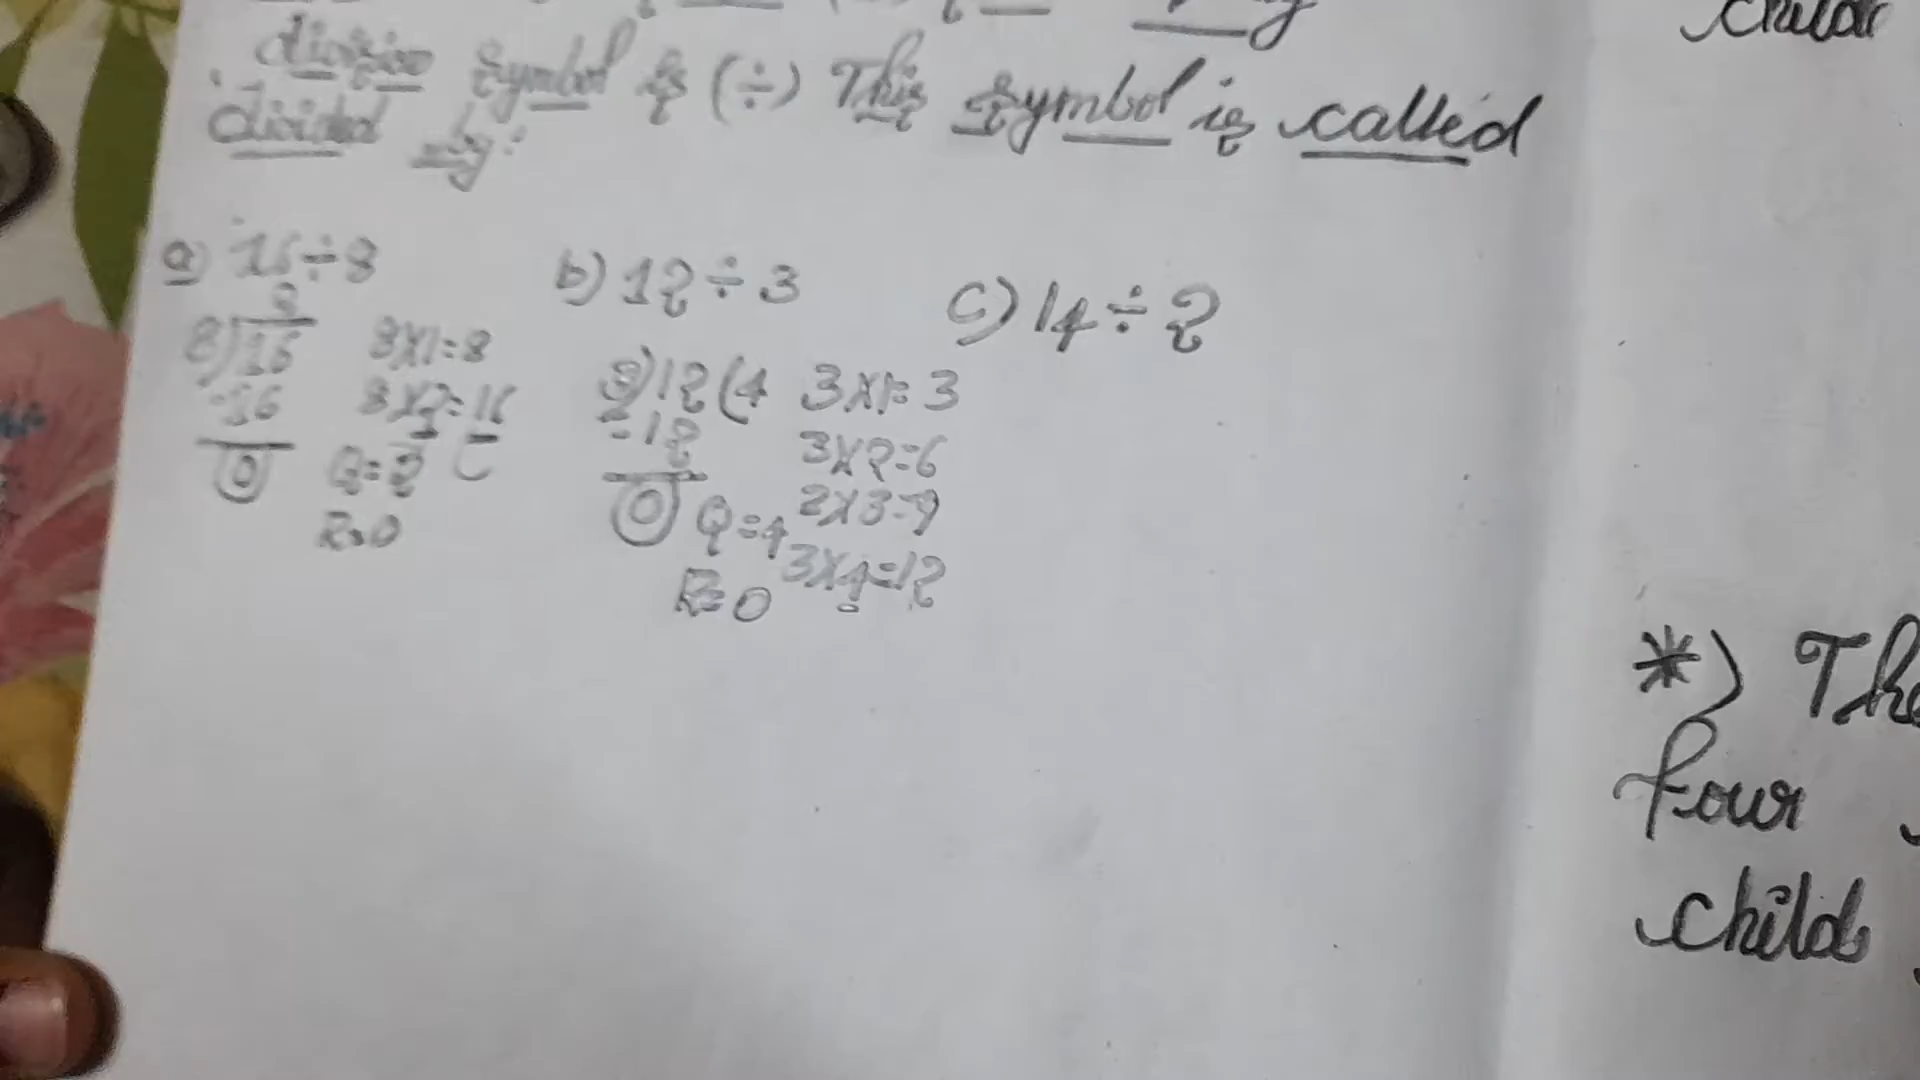 division symbol is (÷) This symbol is called
divided by:
a) 16÷8
2
8)16
-16
0
8x1=8
8x2=16
Q=2
R=0
b) 12÷3
3)12(4
-12
0
3x1=3
3x2=6
2x3=9
3x4=12
Q=4
R=0
c) 14÷2
child
*) The
four
child